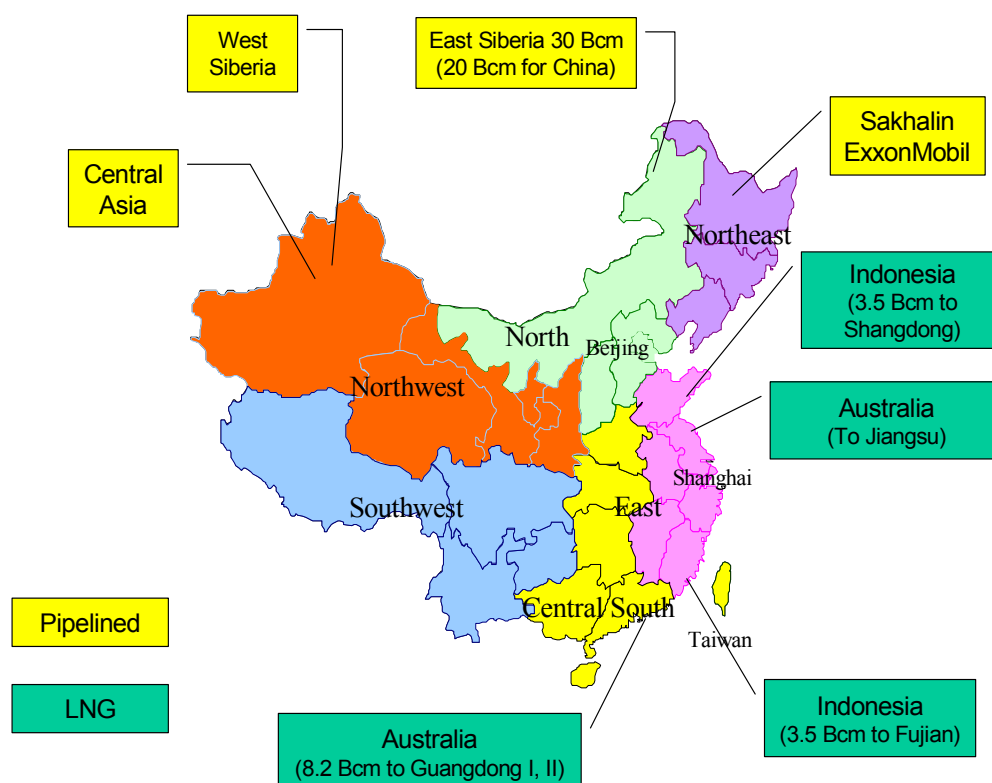 West
Siberia
East Siberia 30 Bcm
(20 Bcm for China)
Sakhalin
ExxonMobil
Central
Asia
Northeast
Indonesia
(3.5 Bcm to
Shangdong)
North
Beijing
Northwest
Australia
(To Jiangsu)
Shanghai
Southwest
East
Pipelined
Central South
Taiwan
LNG
Indonesia
(3.5 Bcm to Fujian)
Australia
(8.2 Bcm to Guangdong I, II)